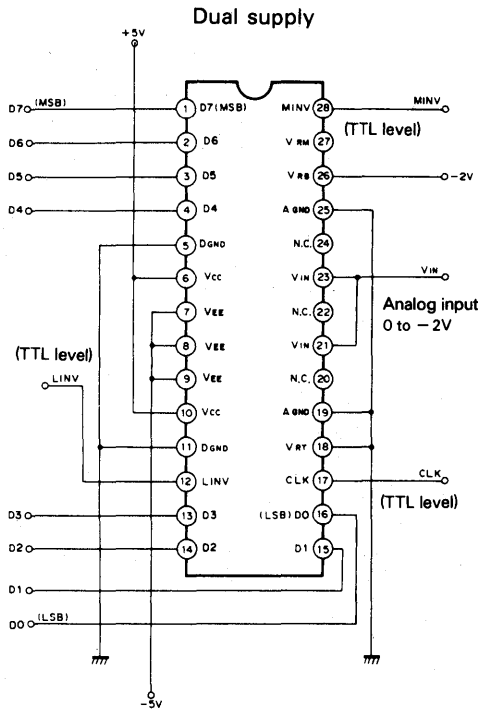 Dual supply
+5V
D7 (MSB)
1 D7(MSB)
MINV 28
MINV
(TTL level)
D6
2 D6
VRM 27
D5
3 D5
VRB 26
-2V
D4
4 D4
AGND 25
5 DGND
N.C. 24
6 VCC
VIN 23
VIN
Analog input
0 to -2V
7 VEE
N.C. 22
(TTL level)
8 VEE
VIN 21
LINV
9 VEE
N.C. 20
10 VCC
AGND 19
11 DGND
VRT 18
12 LINV
CLK 17
CLK
(TTL level)
D3
13 D3
(LSB) D0 16
D2
14 D2
D1 15
D1
D0 (LSB)
-5V